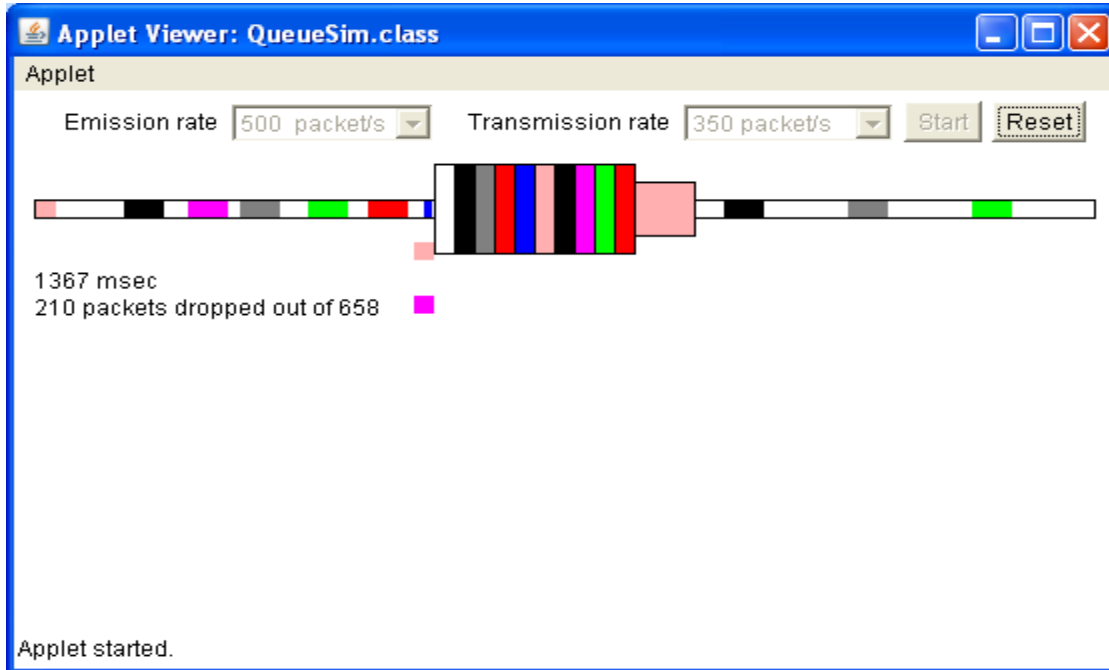 Applet Viewer: QueueSim.class
Applet
Emission rate 500 packet/s Transmission rate 350 packet/s Start Reset
1367 msec
210 packets dropped out of 658
Applet started.